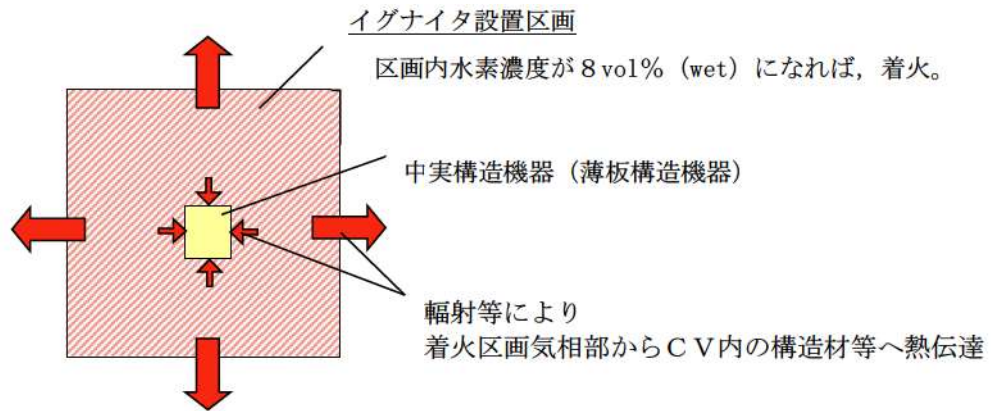 イグナイタ設置区画
区画内水素濃度が８vol％（wet）になれば，着火。
中実構造機器（薄板構造機器）
輻射等により
着火区画気相部からＣＶ内の構造材等へ熱伝達